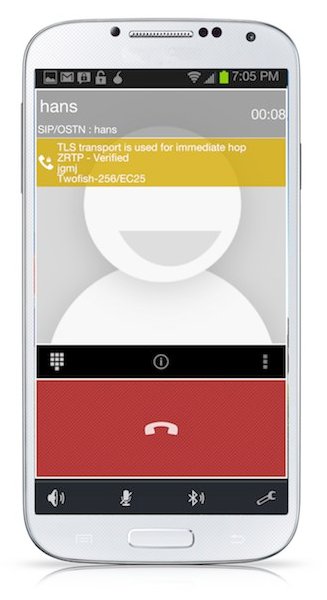 7:05 PM
hans
00:08
SIP/OSTN : hans
TLS transport is used for immediate hop
ZRTP - Verified
jgmj
Twofish-256/EC25